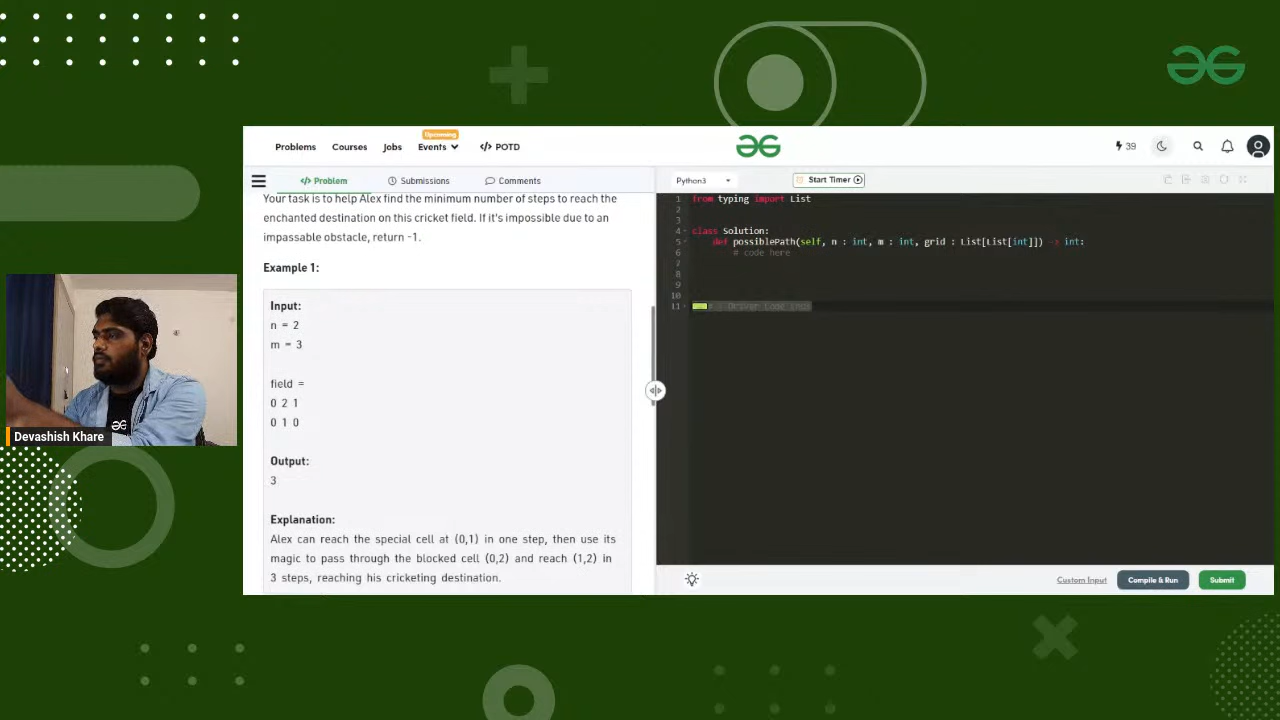 Upcoming
Problems Courses Jobs Events </> POTD
39
</> Problem Submissions Comments
Python3
Start Timer
Your task is to help Alex find the minimum number of steps to reach the
enchanted destination on this cricket field. If it's impossible due to an
impassable obstacle, return -1.
Example 1:
Input:
n = 2
m = 3
field =
0 2 1
0 1 0
Output:
3
Explanation:
Alex can reach the special cell at (0,1) in one step, then use its
magic to pass through the blocked cell (0,2) and reach (1,2) in
3 steps, reaching his cricketing destination.
1 from typing import List
2
3
4 class Solution:
5 def possiblePath(self, n : int, m : int, grid : List[List[int]]) -> int:
6 # code here
7
8
9
10
11 Driver Code Ends
Custom Input Compile & Run Submit
Devashish Khare